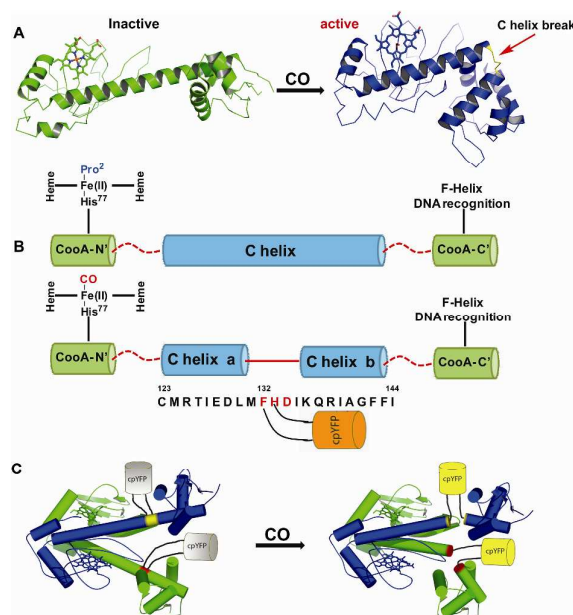 A
Inactive
active
C helix break
CO
Pro2
Heme
Fe(II)
Heme
His77
F-Helix
DNA recognition
B
CooA-N'
C helix
CooA-C'
CO
Heme
Fe(II)
Heme
His77
F-Helix
DNA recognition
CooA-N'
C helix a
C helix b
CooA-C'
123 132 144
C M R T I E D L M F H D I K Q R I A G F F I
cpYFP
C
cpYFP
cpYFP
CO
cpYFP
cpYFP